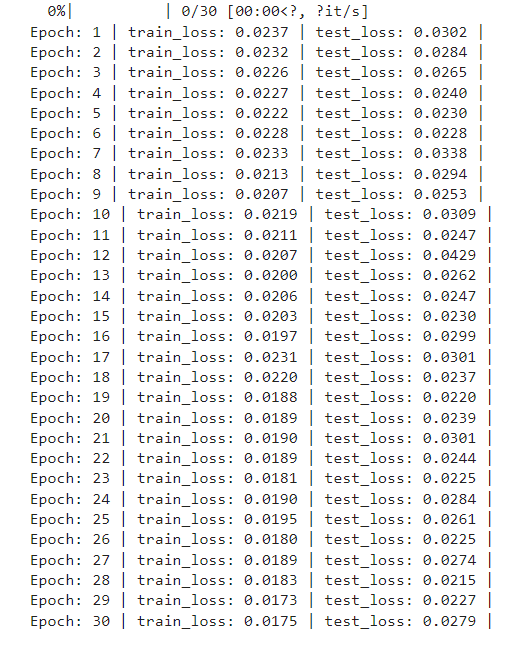 0%| | 0/30 [00:00<?, ?it/s]
Epoch: 1 | train_loss: 0.0237 | test_loss: 0.0302 |
Epoch: 2 | train_loss: 0.0232 | test_loss: 0.0284 |
Epoch: 3 | train_loss: 0.0226 | test_loss: 0.0265 |
Epoch: 4 | train_loss: 0.0227 | test_loss: 0.0240 |
Epoch: 5 | train_loss: 0.0222 | test_loss: 0.0230 |
Epoch: 6 | train_loss: 0.0228 | test_loss: 0.0228 |
Epoch: 7 | train_loss: 0.0233 | test_loss: 0.0338 |
Epoch: 8 | train_loss: 0.0213 | test_loss: 0.0294 |
Epoch: 9 | train_loss: 0.0207 | test_loss: 0.0253 |
Epoch: 10 | train_loss: 0.0219 | test_loss: 0.0309 |
Epoch: 11 | train_loss: 0.0211 | test_loss: 0.0247 |
Epoch: 12 | train_loss: 0.0207 | test_loss: 0.0429 |
Epoch: 13 | train_loss: 0.0200 | test_loss: 0.0262 |
Epoch: 14 | train_loss: 0.0206 | test_loss: 0.0247 |
Epoch: 15 | train_loss: 0.0203 | test_loss: 0.0230 |
Epoch: 16 | train_loss: 0.0197 | test_loss: 0.0299 |
Epoch: 17 | train_loss: 0.0231 | test_loss: 0.0301 |
Epoch: 18 | train_loss: 0.0220 | test_loss: 0.0237 |
Epoch: 19 | train_loss: 0.0188 | test_loss: 0.0220 |
Epoch: 20 | train_loss: 0.0189 | test_loss: 0.0239 |
Epoch: 21 | train_loss: 0.0190 | test_loss: 0.0301 |
Epoch: 22 | train_loss: 0.0189 | test_loss: 0.0244 |
Epoch: 23 | train_loss: 0.0181 | test_loss: 0.0225 |
Epoch: 24 | train_loss: 0.0190 | test_loss: 0.0284 |
Epoch: 25 | train_loss: 0.0195 | test_loss: 0.0261 |
Epoch: 26 | train_loss: 0.0180 | test_loss: 0.0225 |
Epoch: 27 | train_loss: 0.0189 | test_loss: 0.0274 |
Epoch: 28 | train_loss: 0.0183 | test_loss: 0.0215 |
Epoch: 29 | train_loss: 0.0173 | test_loss: 0.0227 |
Epoch: 30 | train_loss: 0.0175 | test_loss: 0.0279 |